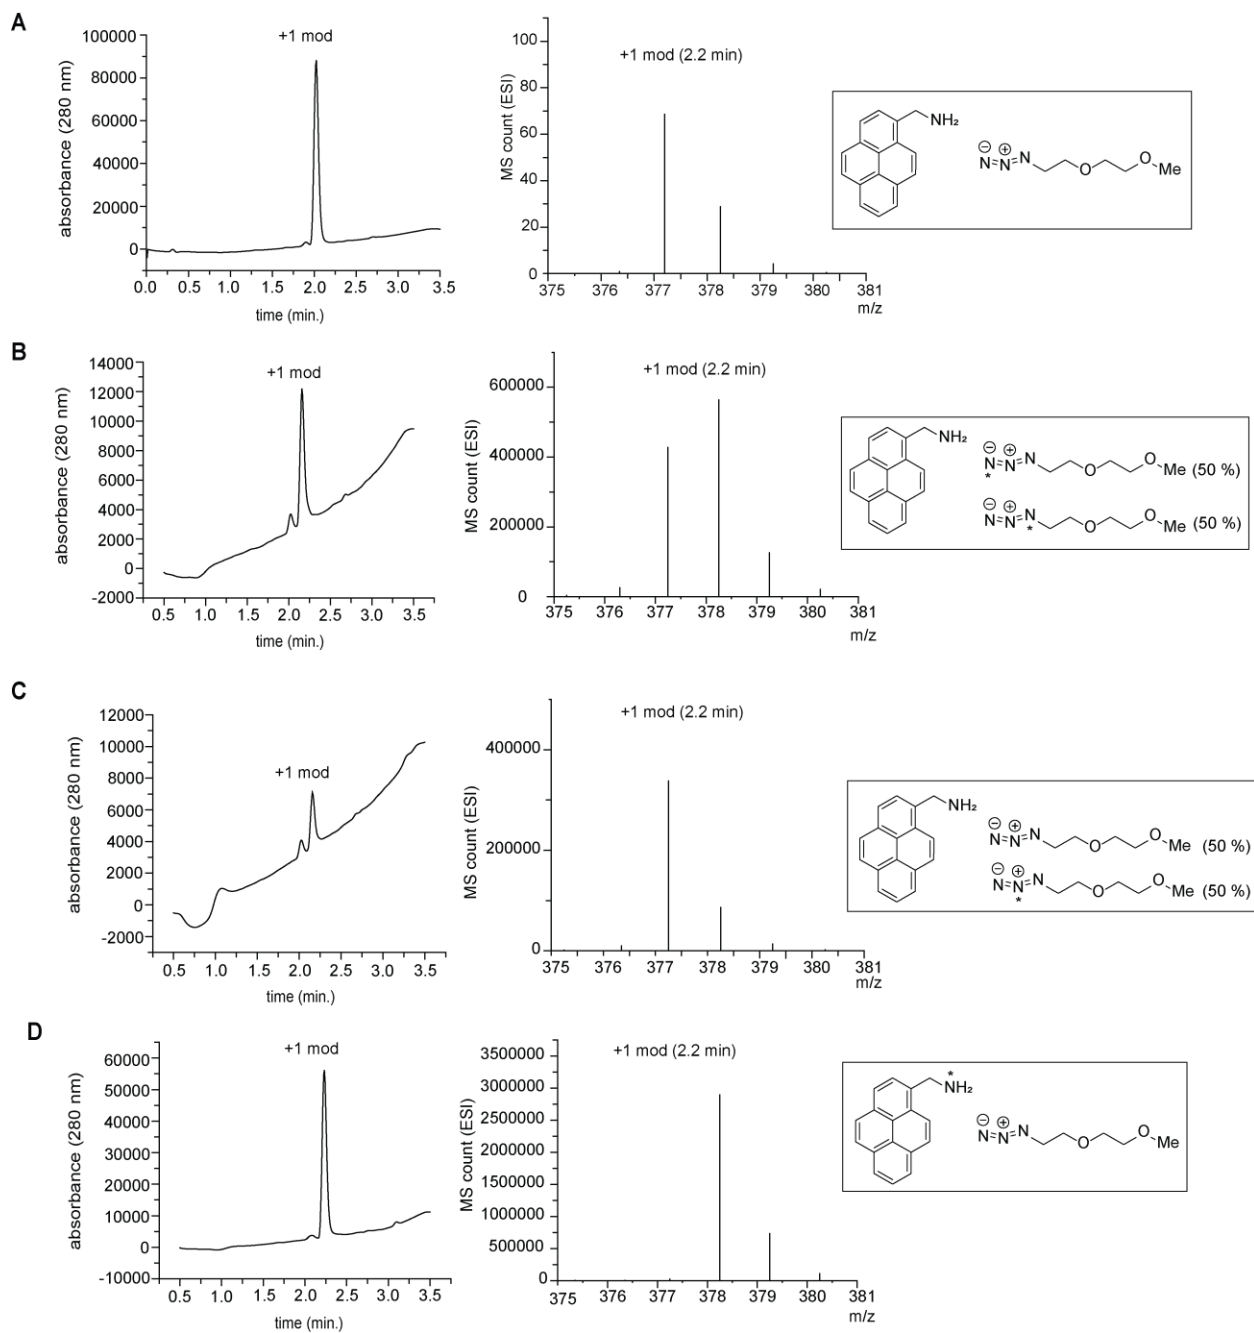 A
absorbance (280 nm)
100000
80000
60000
40000
20000
0
+1 mod
0.0 0.5 1.0 1.5 2.0 2.5 3.0 3.5
time (min.)
MS count (ESI)
100
80
60
40
20
0
+1 mod (2.2 min)
375 376 377 378 379 380 381
m/z
NH₂
⊖ ⊕
N=N=N O O Me
B
absorbance (280 nm)
14000
12000
10000
8000
6000
4000
2000
0
-2000
+1 mod
0.5 1.0 1.5 2.0 2.5 3.0 3.5
time (min.)
MS count (ESI)
600000
400000
200000
0
+1 mod (2.2 min)
375 376 377 378 379 380 381
m/z
NH₂
⊖ ⊕
N=N=N O O Me (50 %)
*
⊖ ⊕
N=N=N O O Me (50 %)
*
C
absorbance (280 nm)
12000
10000
8000
6000
4000
2000
0
-2000
+1 mod
0.5 1.0 1.5 2.0 2.5 3.0 3.5
time (min.)
MS count (ESI)
400000
200000
0
+1 mod (2.2 min)
375 376 377 378 379 380 381
m/z
NH₂
⊖ ⊕
N=N=N O O Me (50 %)
⊖ ⊕
N=N=N O O Me (50 %)
*
D
absorbance (280 nm)
60000
50000
40000
30000
20000
10000
0
-10000
+1 mod
0.5 1.0 1.5 2.0 2.5 3.0 3.5
time (min.)
MS count (ESI)
3500000
3000000
2500000
2000000
1500000
1000000
500000
0
+1 mod (2.2 min)
375 376 377 378 379 380 381
m/z
*
NH₂
⊖ ⊕
N=N=N O O Me